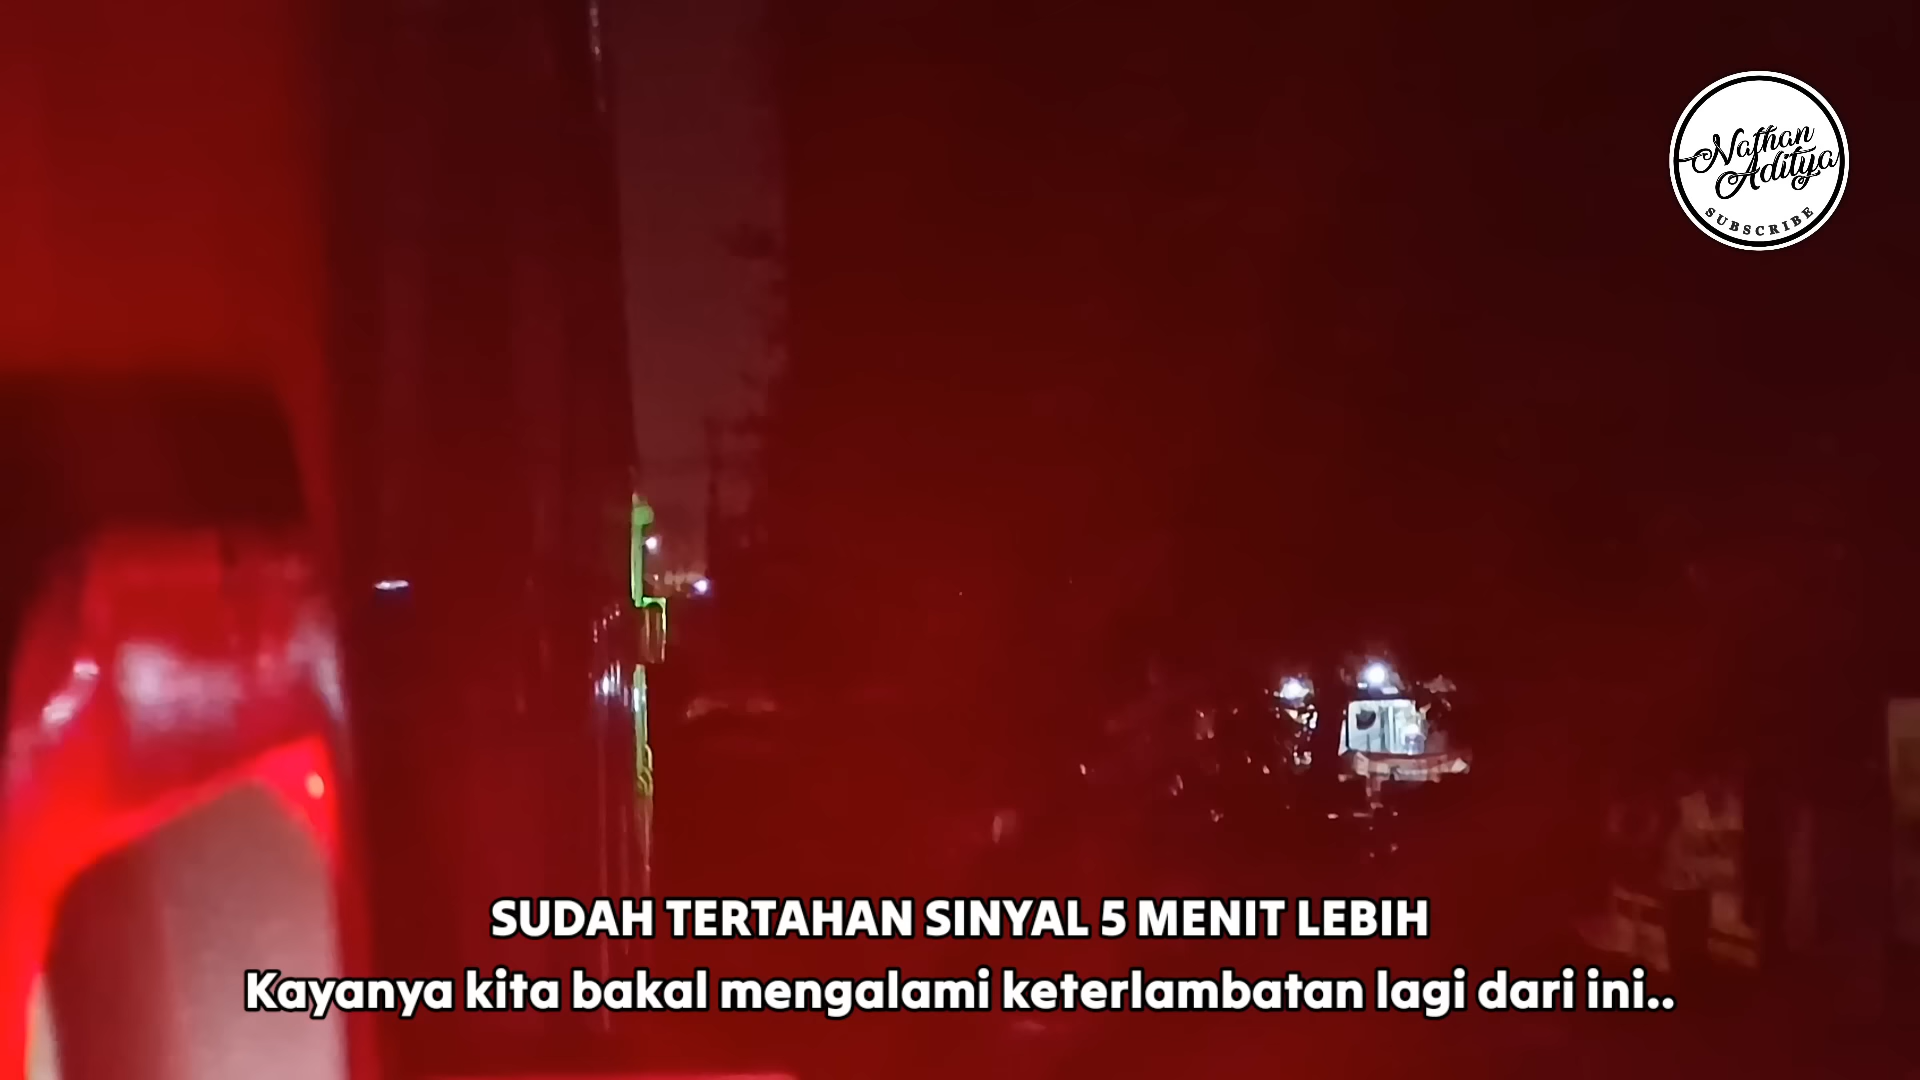 Nathan
Aditya
SUBSCRIBE
SUDAH TERTAHAN SINYAL 5 MENIT LEBIH
Kayanya kita bakal mengalami keterlambatan lagi dari ini..